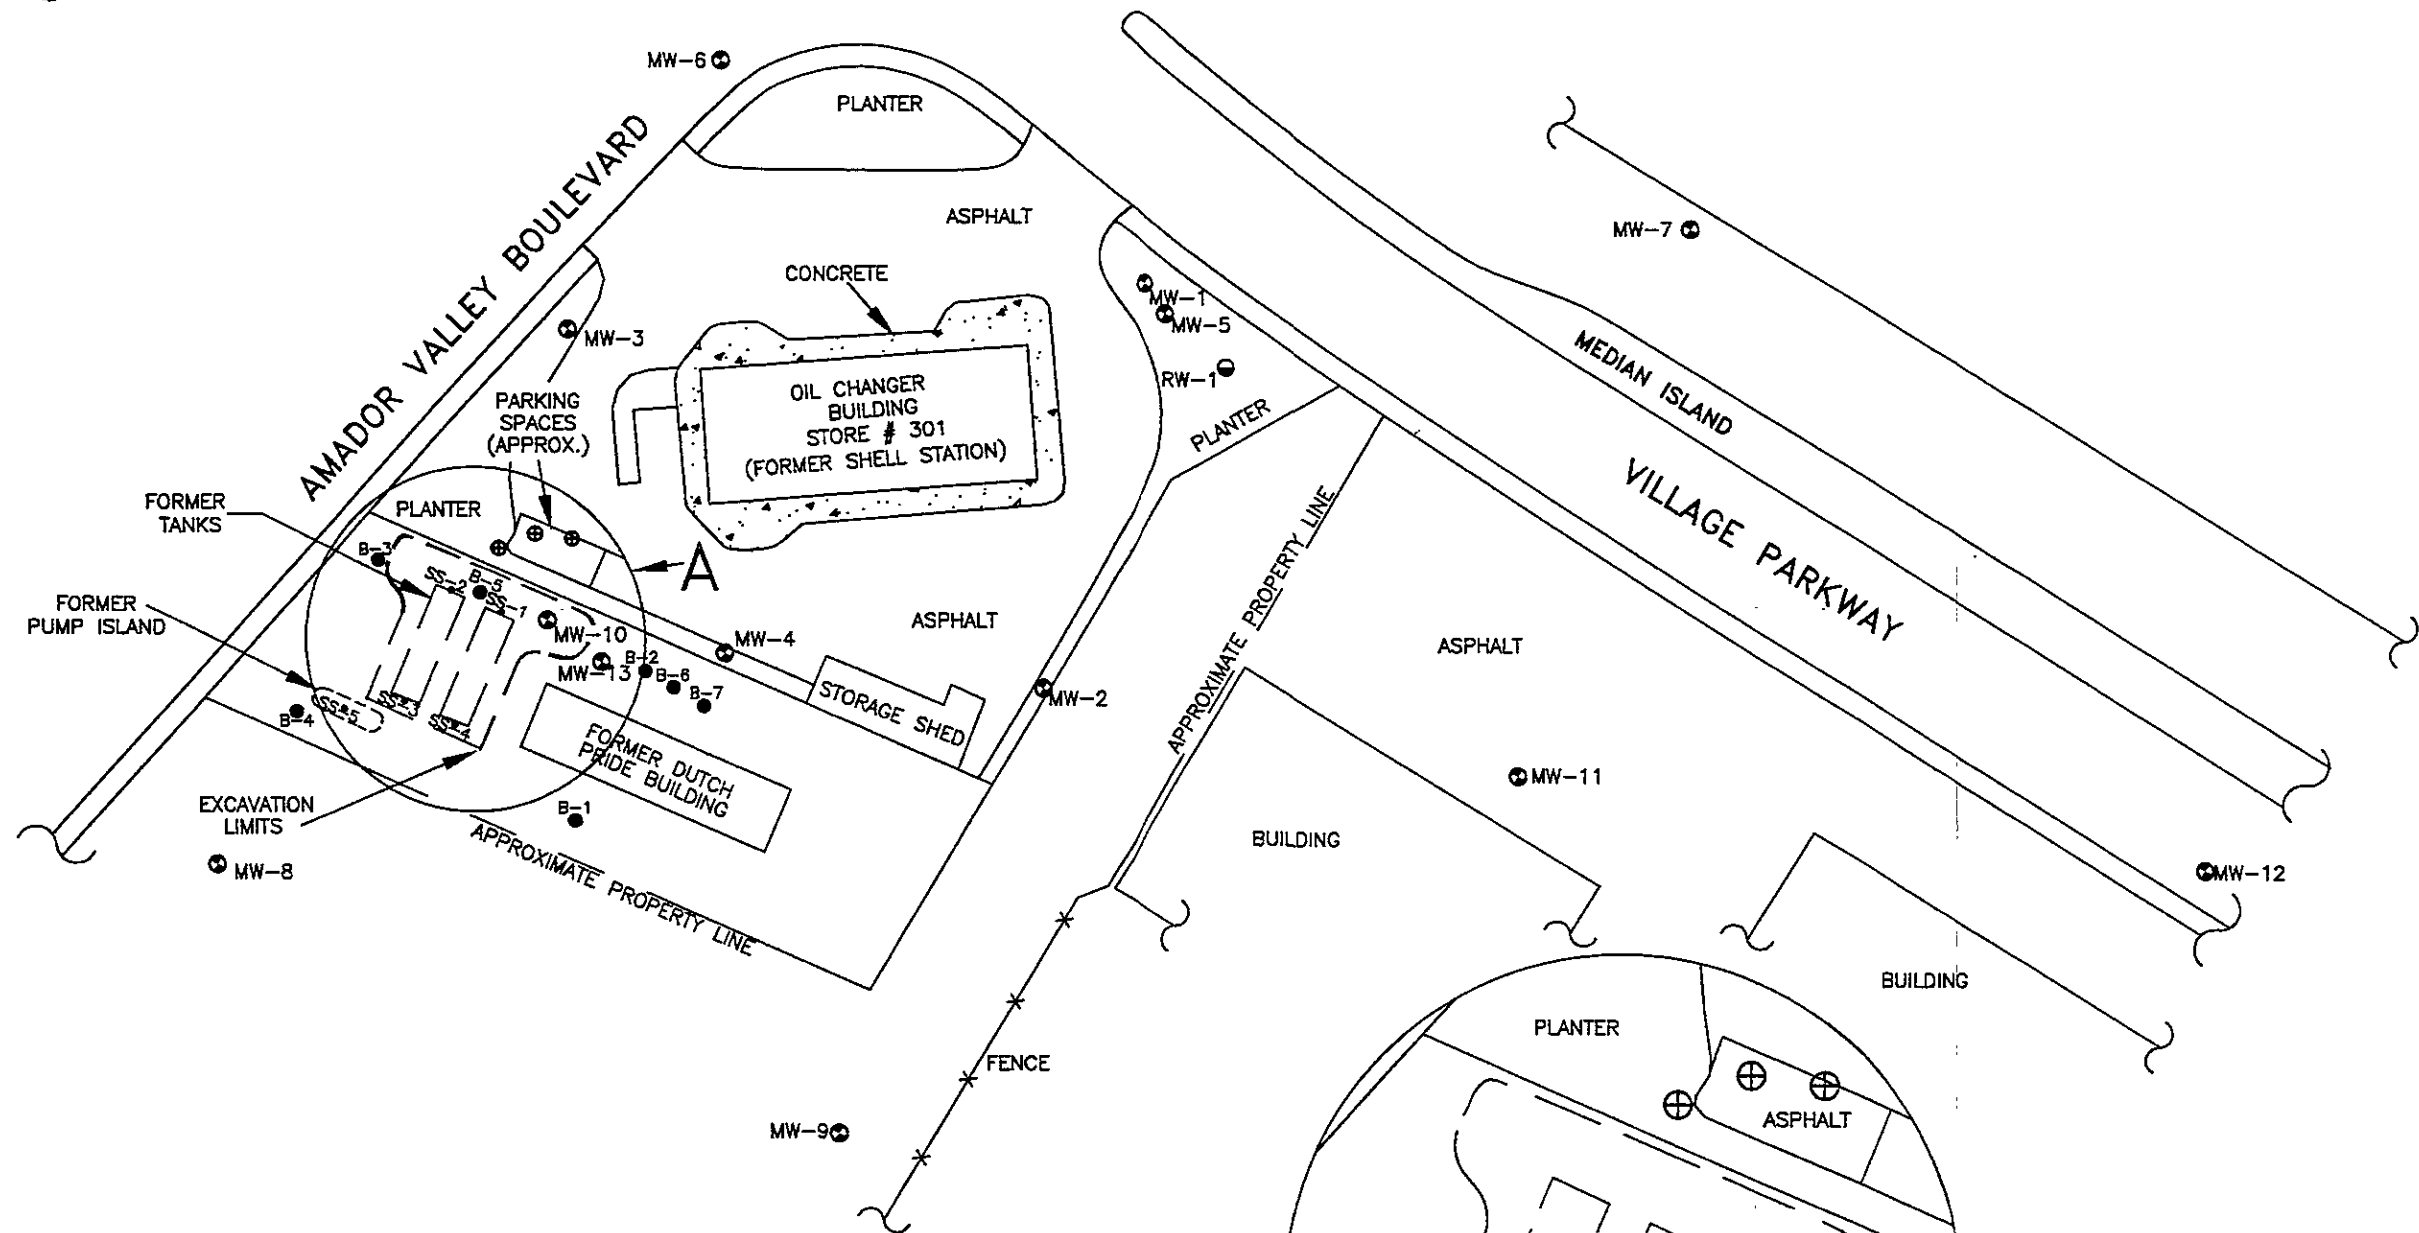 MW-6
PLANTER
AMADOR VALLEY BOULEVARD
ASPHALT
MW-7
CONCRETE
MW-1
MW-5
MW-3
RW-1
MEDIAN ISLAND
PARKING
SPACES
(APPROX.)
OIL CHANGER
BUILDING
STORE # 301
(FORMER SHELL STATION)
PLANTER
VILLAGE PARKWAY
APPROXIMATE PROPERTY LINE
FORMER
TANKS
PLANTER
B-3
A
SS-2
B-5
SS-1
FORMER
PUMP ISLAND
MW-10
MW-4
ASPHALT
ASPHALT
MW-13
B-2
B-6
B-7
STORAGE SHED
MW-2
B-4
SS-5
SS-3
SS-4
FORMER DUTCH
PRIDE BUILDING
MW-11
EXCAVATION
LIMITS
B-1
APPROXIMATE PROPERTY LINE
BUILDING
MW-8
MW-12
BUILDING
PLANTER
FENCE
ASPHALT
MW-9